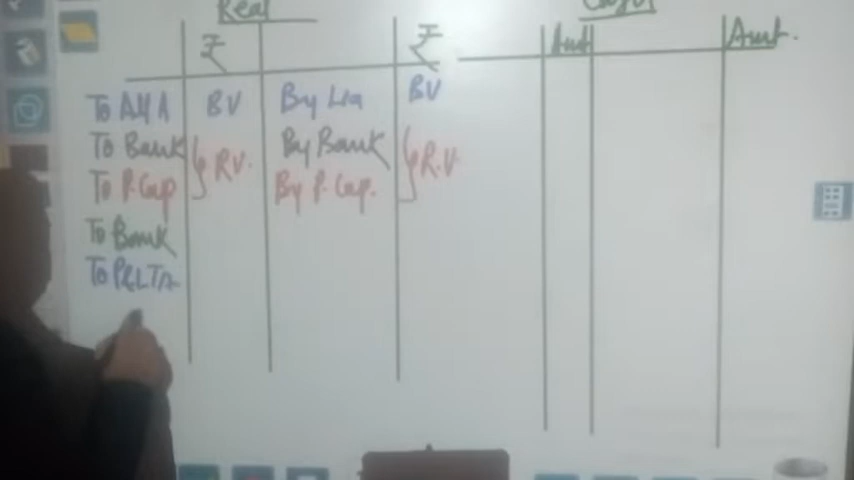 Real
₹ ₹
To All A BV By Lia BV
To Bank By Bank
R.V. R.V
To P. Cap By P. Cap.
To Bank
To P&L
Amt Amt.